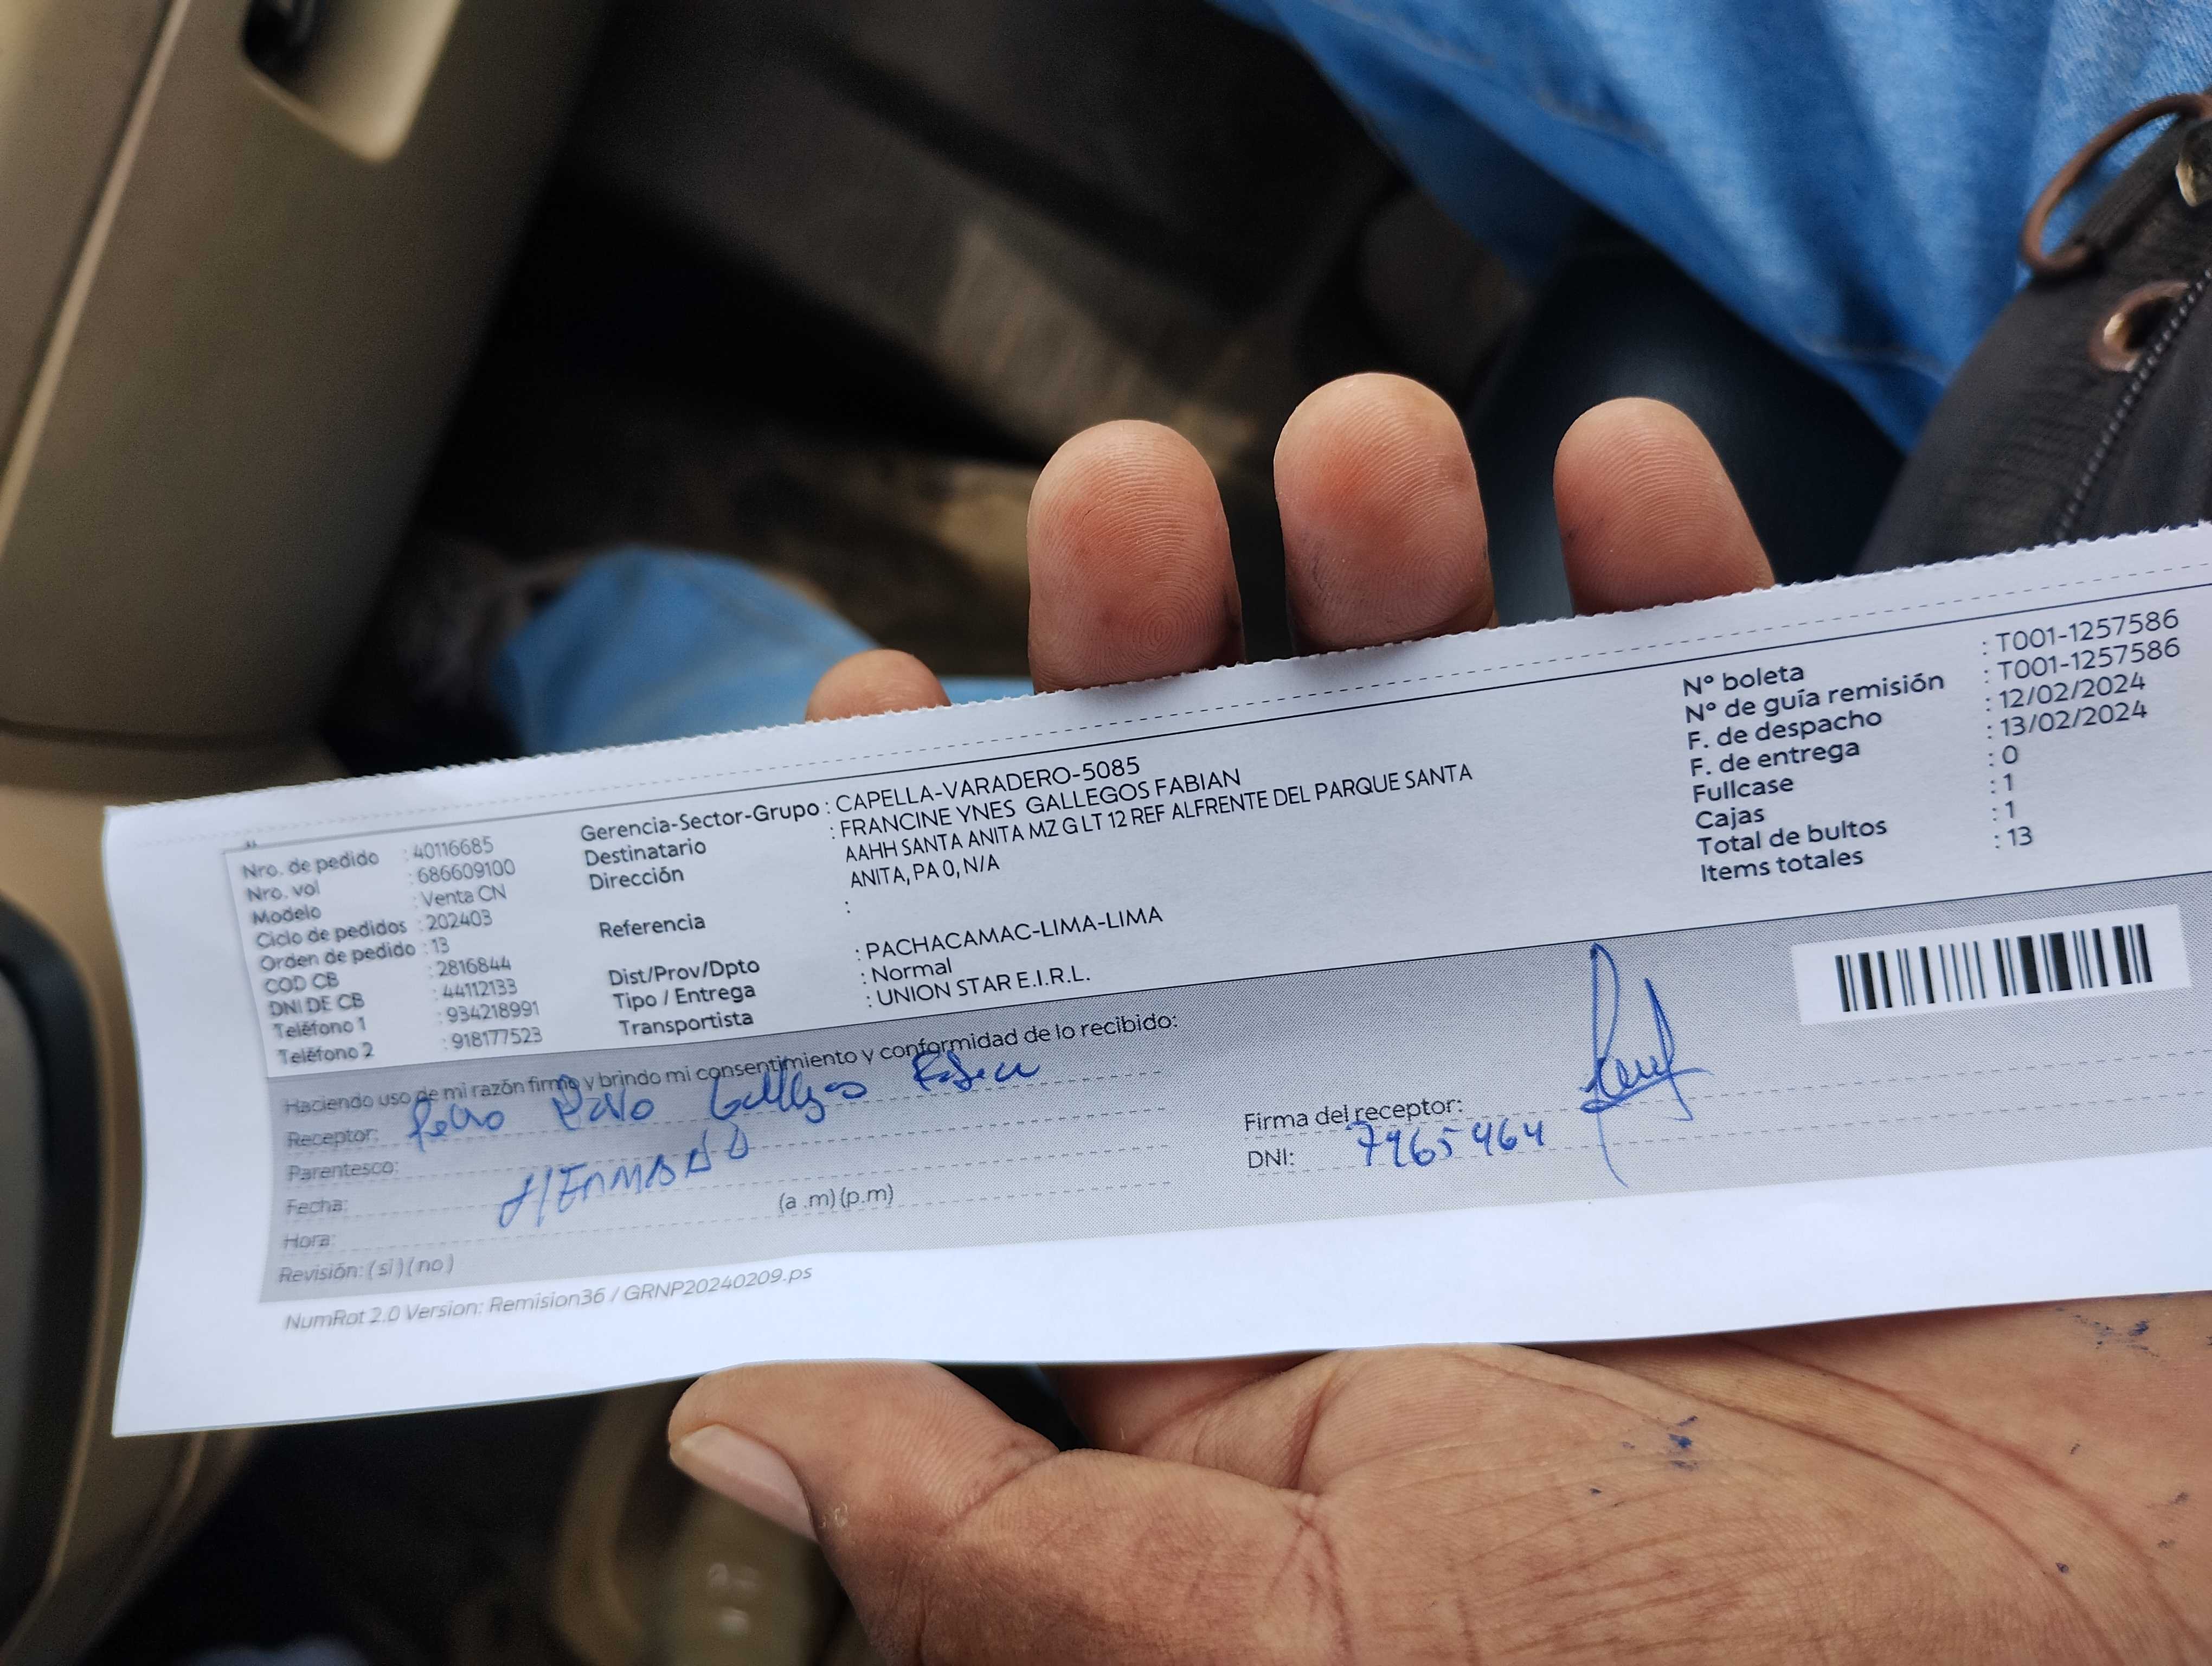 Nro. de pedido : 40116685
Nro. vol : 686609100
Modelo : Venta CN
Ciclo de pedidos : 202403
Orden de pedido : 13
COD CB : 2816844
DNI DE CB : 44112133
Teléfono 1 : 934218991
Teléfono 2 : 918177523
Gerencia-Sector-Grupo : CAPELLA-VARADERO-5085
Destinatario : FRANCINE YNES GALLEGOS FABIAN
Dirección AAHH SANTA ANITA MZ G LT 12 REF ALFRENTE DEL PARQUE SANTA
ANITA, PA 0, N/A
Referencia :
Dist/Prov/Dpto : PACHACAMAC-LIMA-LIMA
Tipo / Entrega : Normal
Transportista : UNION STAR E.I.R.L.
N° boleta : T001-1257586
N° de guía remisión : T001-1257586
F. de despacho : 12/02/2024
F. de entrega : 13/02/2024
Fullcase : 0
Cajas : 1
Total de bultos : 1
Items totales : 13
Haciendo uso de mi razón firmo y brindo mi consentimiento y conformidad de lo recibido:
Receptor: Gallegos
Parentesco: HERMANO
Fecha:
Hora: (a .m) (p.m)
Revisión: ( si ) ( no )
Firma del receptor:
DNI: 7465464
NumRot 2.0 Version: Remision36 / GRNP20240209.ps